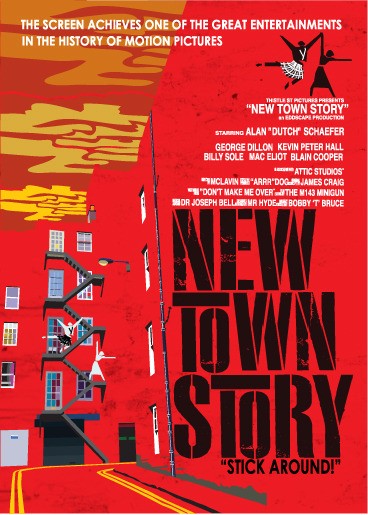 THE SCREEN ACHIEVES ONE OF THE GREAT ENTERTAINMENTS
IN THE HISTORY OF MOTION PICTURES
THISTLE ST PICTURES PRESENTS
"NEW TOWN STORY"
an EDDSCAPE PRODUCTION
STARRING ALAN "DUTCH" SCHAEFER
GEORGE DILLON KEVIN PETER HALL
BILLY SOLE MAC ELIOT BLAIN COOPER
ATTIC STUDIOS'
MCLAVIN "ARRR"DOG JAMES CRAIG
"DON'T MAKE ME OVER" THE M143 MINIGUN
DR JOSEPH BELL MR HYDE BOBBY 'T' BRUCE
NEW
TOWN
STORY
"STICK AROUND!"